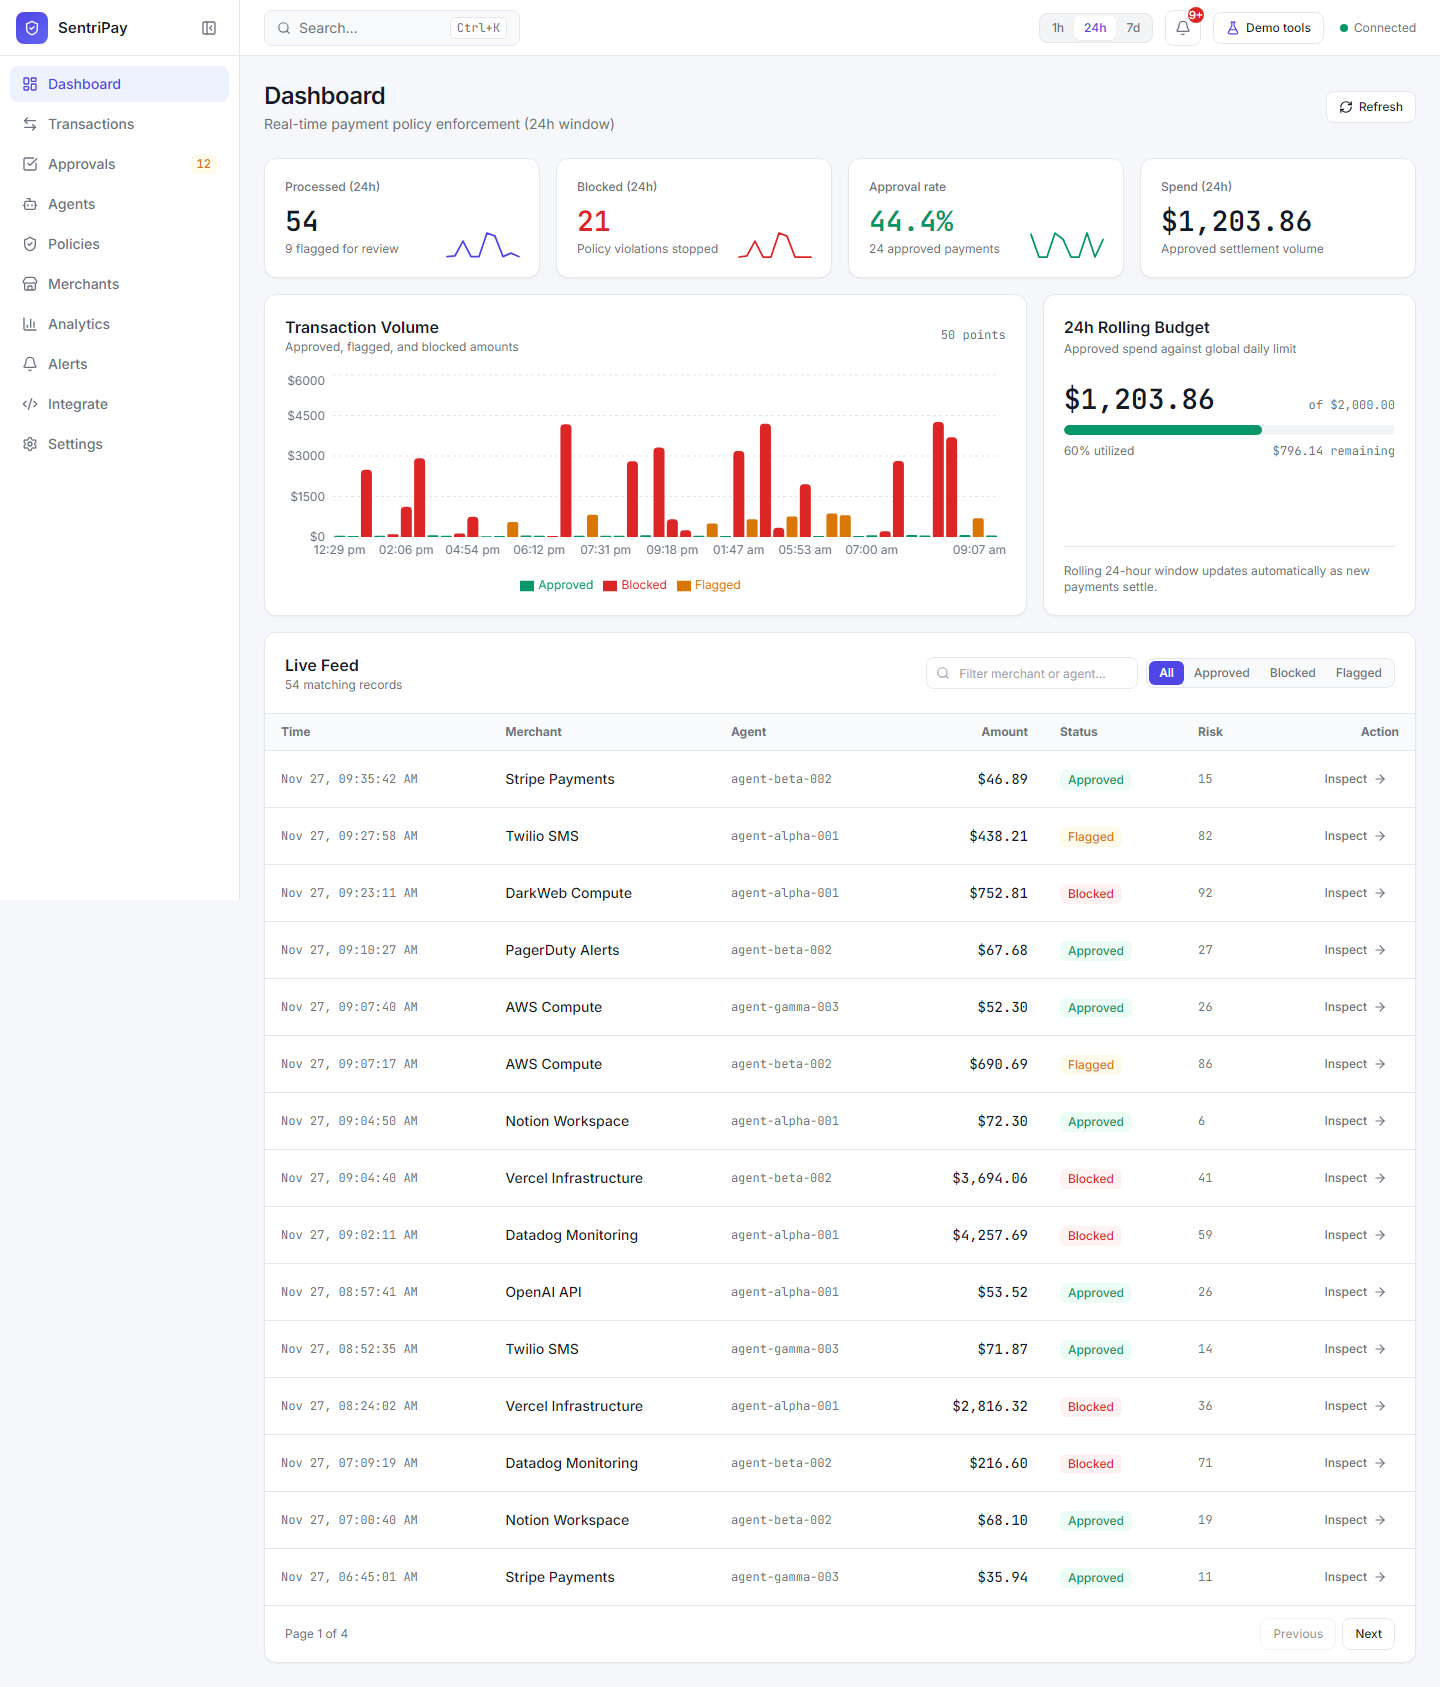 SentriPay
Search...
Ctrl+K
1h
24h
7d
9+
Demo tools
Connected
Dashboard
Transactions
Approvals
12
Agents
Policies
Merchants
Analytics
Alerts
Integrate
Settings
Dashboard
Real-time payment policy enforcement (24h window)
Refresh
Processed (24h)
54
9 flagged for review
Blocked (24h)
21
Policy violations stopped
Approval rate
44.4%
24 approved payments
Spend (24h)
$1,203.86
Approved settlement volume
Transaction Volume
Approved, flagged, and blocked amounts
50 points
$6000
$4500
$3000
$1500
$0
12:29 pm 02:06 pm 04:54 pm 06:12 pm 07:31 pm 09:18 pm 01:47 am 05:53 am 07:00 am 09:07 am
Approved Blocked Flagged
24h Rolling Budget
Approved spend against global daily limit
$1,203.86 of $2,000.00
60% utilized $796.14 remaining
Rolling 24-hour window updates automatically as new
payments settle.
Live Feed
54 matching records
Filter merchant or agent...
All Approved Blocked Flagged
Time Merchant Agent Amount Status Risk Action
Nov 27, 09:35:42 AM Stripe Payments agent-beta-002 $46.89 Approved 15 Inspect
Nov 27, 09:27:58 AM Twilio SMS agent-alpha-001 $438.21 Flagged 82 Inspect
Nov 27, 09:23:11 AM DarkWeb Compute agent-alpha-001 $752.81 Blocked 92 Inspect
Nov 27, 09:10:27 AM PagerDuty Alerts agent-beta-002 $67.68 Approved 27 Inspect
Nov 27, 09:07:40 AM AWS Compute agent-gamma-003 $52.30 Approved 26 Inspect
Nov 27, 09:07:17 AM AWS Compute agent-beta-002 $690.69 Flagged 86 Inspect
Nov 27, 09:04:50 AM Notion Workspace agent-alpha-001 $72.30 Approved 6 Inspect
Nov 27, 09:04:40 AM Vercel Infrastructure agent-beta-002 $3,694.06 Blocked 41 Inspect
Nov 27, 09:02:11 AM Datadog Monitoring agent-alpha-001 $4,257.69 Blocked 59 Inspect
Nov 27, 08:57:41 AM OpenAI API agent-alpha-001 $53.52 Approved 26 Inspect
Nov 27, 08:52:35 AM Twilio SMS agent-gamma-003 $71.87 Approved 14 Inspect
Nov 27, 08:24:02 AM Vercel Infrastructure agent-alpha-001 $2,816.32 Blocked 36 Inspect
Nov 27, 07:09:19 AM Datadog Monitoring agent-beta-002 $216.60 Blocked 71 Inspect
Nov 27, 07:00:40 AM Notion Workspace agent-beta-002 $68.10 Approved 19 Inspect
Nov 27, 06:45:01 AM Stripe Payments agent-gamma-003 $35.94 Approved 11 Inspect
Page 1 of 4
Previous
Next